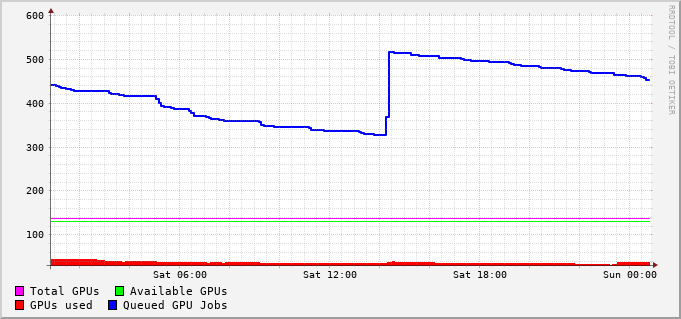 600
500
400
300
200
100
Sat 06:00 Sat 12:00 Sat 18:00 Sun 00:00
Total GPUs Available GPUs
GPUs used Queued GPU Jobs
RRDTOOL / TOBI OETIKER